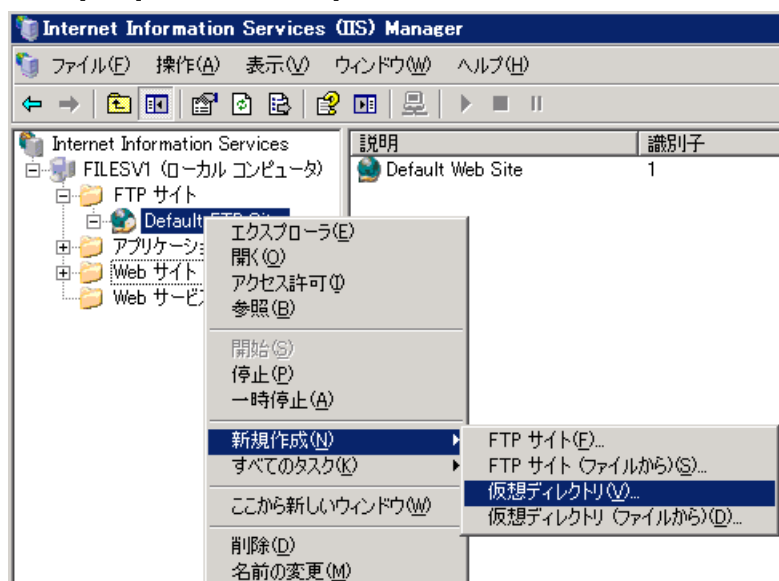 Internet Information Services (IIS) Manager
ファイル(F) 操作(A) 表示(V) ウィンドウ(W) ヘルプ(H)
Internet Information Services
FILESV1 (ローカル コンピュータ)
FTP サイト
Default FTP Site
アプリケーショ
Web サイト
Web サービ
説明 識別子
Default Web Site 1
エクスプローラ(E)
開く(O)
アクセス許可(I)
参照(B)
開始(S)
停止(P)
一時停止(A)
新規作成(N)
すべてのタスク(K)
ここから新しいウィンドウ(W)
削除(D)
名前の変更(M)
FTP サイト(F)...
FTP サイト (ファイルから)(S)...
仮想ディレクトリ(V)...
仮想ディレクトリ (ファイルから)(D)...